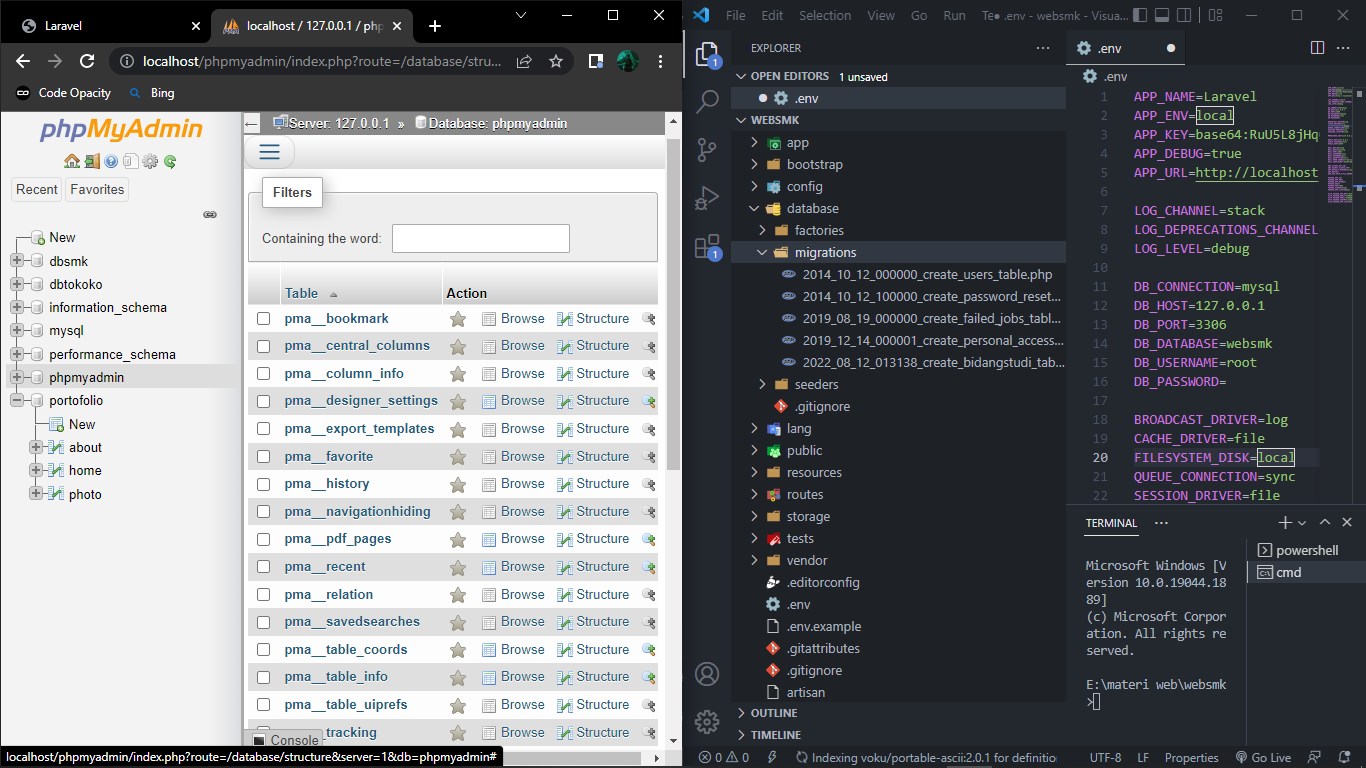 Laravel
localhost / 127.0.0.1 / php
localhost/phpmyadmin/index.php?route=/database/stru...
Code Opacity
Bing
phpMyAdmin
Recent
Favorites
New
dbsmk
dbtokoko
information_schema
mysql
performance_schema
phpmyadmin
portofolio
New
about
home
photo
Server: 127.0.0.1 » Database: phpmyadmin
Filters
Containing the word:
Table Action
pma__bookmark Browse Structure
pma__central_columns Browse Structure
pma__column_info Browse Structure
pma__designer_settings Browse Structure
pma__export_templates Browse Structure
pma__favorite Browse Structure
pma__history Browse Structure
pma__navigationhiding Browse Structure
pma__pdf_pages Browse Structure
pma__recent Browse Structure
pma__relation Browse Structure
pma__savedsearches Browse Structure
pma__table_coords Browse Structure
pma__table_info Browse Structure
pma__table_uiprefs Browse Structure
tracking Browse Structure
Console
localhost/phpmyadmin/index.php?route=/database/structure&server=1&db=phpmyadmin#
File Edit Selection View Go Run Te● .env - websmk - Visua...
EXPLORER
OPEN EDITORS 1 unsaved
.env
WEBSMK
app
bootstrap
config
database
factories
migrations
2014_10_12_000000_create_users_table.php
2014_10_12_100000_create_password_reset...
2019_08_19_000000_create_failed_jobs_tabl...
2019_12_14_000001_create_personal_access...
2022_08_12_013138_create_bidangstudi_tab...
seeders
.gitignore
lang
public
resources
routes
storage
tests
vendor
.editorconfig
.env
.env.example
.gitattributes
.gitignore
artisan
OUTLINE
TIMELINE
1
1
.env
.env
1 APP_NAME=Laravel
2 APP_ENV=local
3 APP_KEY=base64:RuU5L8jHq
4 APP_DEBUG=true
5 APP_URL=http://localhost
6
7 LOG_CHANNEL=stack
8 LOG_DEPRECATIONS_CHANNEL
9 LOG_LEVEL=debug
10
11 DB_CONNECTION=mysql
12 DB_HOST=127.0.0.1
13 DB_PORT=3306
14 DB_DATABASE=websmk
15 DB_USERNAME=root
16 DB_PASSWORD=
17
18 BROADCAST_DRIVER=log
19 CACHE_DRIVER=file
20 FILESYSTEM_DISK=local
21 QUEUE_CONNECTION=sync
22 SESSION_DRIVER=file
TERMINAL
powershell
cmd
Microsoft Windows [V
ersion 10.0.19044.18
89]
(c) Microsoft Corpor
ation. All rights re
served.
E:\materi web\websmk
>
0 0 Indexing voku/portable-ascii:2.0.1 for definition UTF-8 LF Properties Go Live